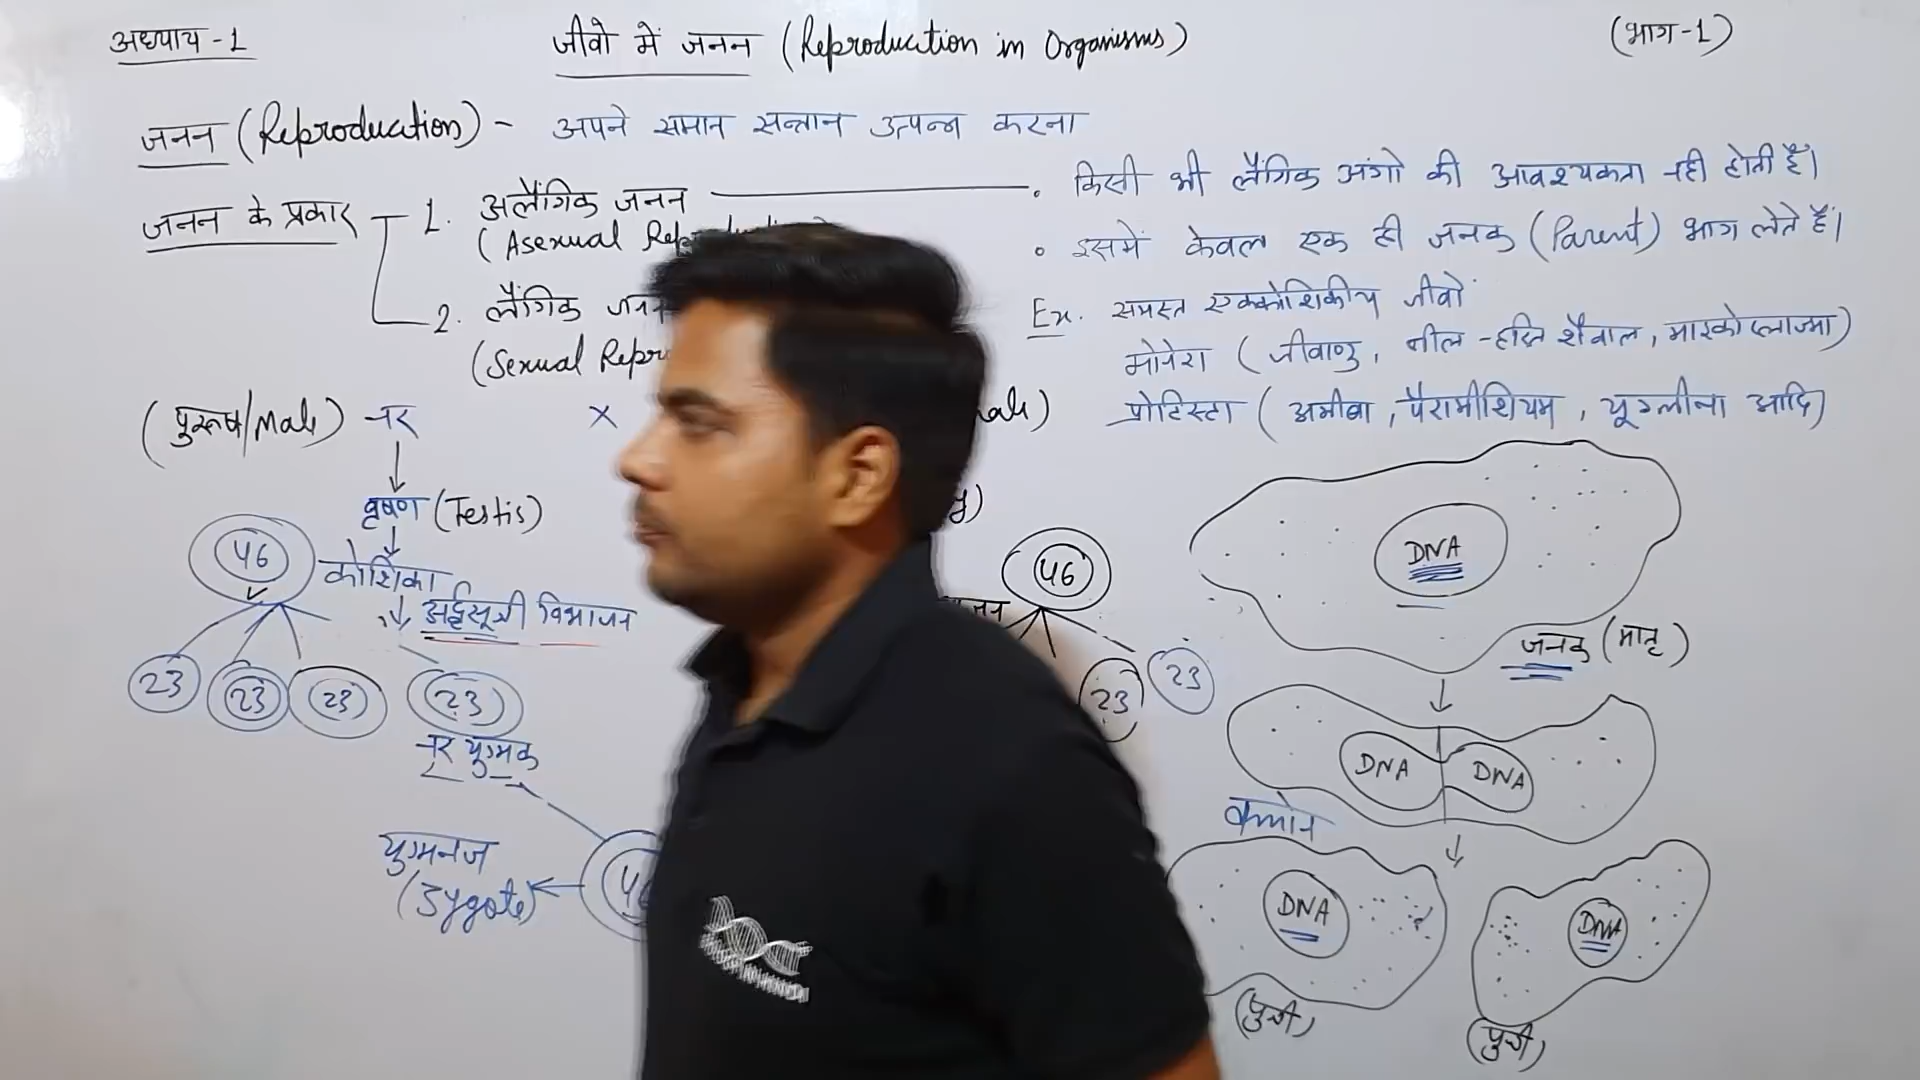 अध्याय -1
जीवो में जनन (Reproduction in Organisms)
(भाग-1)
जनन (Reproduction) - अपने समान सन्तान उत्पन्न करना
जनन के प्रकार
1. अलैंगिक जनन
(Asexual
2. लैंगिक
(Sexual
• किसी भी लैंगिक अंगो की आवश्यकता नही होती हैं।
• इसमें केवल एक ही जनक (Parent) भाग लेते हैं।
Ex. समस्त एककोशिकीय जीवों
मोनेरा (जीवाणु, नील-हरित शैवाल, माइकोप्लाज्मा)
प्रोटिस्टा (अमीबा, पैरामीशियम, यूग्लीना आदि)
(पुरूष/Male) नर ×
वृषण (Testis)
46 कोशिका
अर्द्धसूत्री विभाजन
23 23 23 23
नर युग्मक
युग्मनज
(Zygote)
46
23 23
DNA
जनक (मातृ)
DNA DNA
क्लोन
DNA DNA
(पुत्री) (पुत्री)